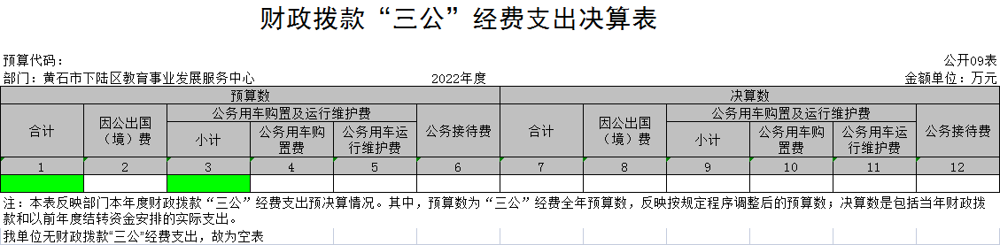 财政拨款“三公”经费支出决算表
预算代码： 公开09表
部门：黄石市下陆区教育事业发展服务中心 2022年度 金额单位：万元
预算数 决算数
合计 因公出国（境）费 公务用车购置及运行维护费 公务接待费 合计 因公出国（境）费 公务用车购置及运行维护费 公务接待费
小计 公务用车购置费 公务用车运行维护费 小计 公务用车购置费 公务用车运行维护费
1 2 3 4 5 6 7 8 9 10 11 12
注：本表反映部门本年度财政拨款“三公”经费支出预决算情况。其中，预算数为“三公”经费全年预算数，反映按规定程序调整后的预算数；决算数是包括当年财政拨
款和以前年度结转资金安排的实际支出。
我单位无财政拨款“三公”经费支出，故为空表